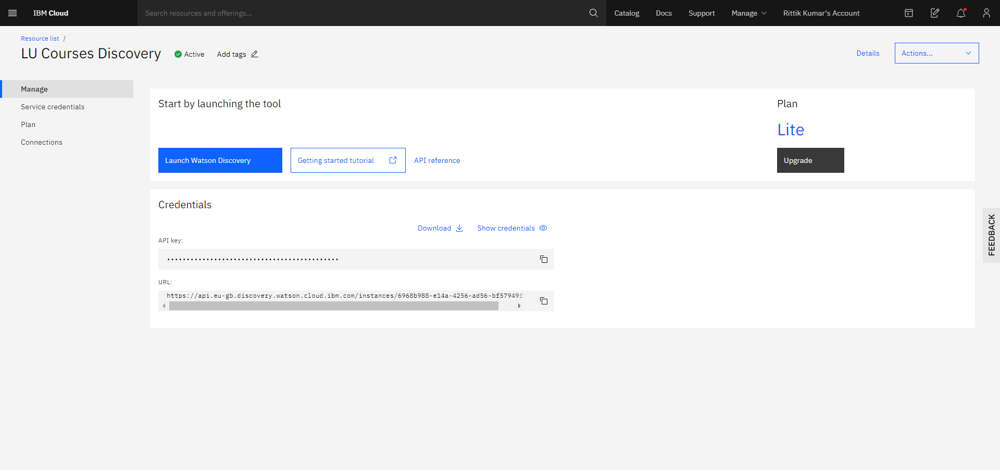 IBM Cloud
Search resources and offerings...
Catalog
Docs
Support
Manage
Rittik Kumar's Account
Resource list /
LU Courses Discovery
Active
Add tags
Details
Actions...
Manage
Service credentials
Plan
Connections
Start by launching the tool
Launch Watson Discovery
Getting started tutorial
API reference
Plan
Lite
Upgrade
Credentials
Download
Show credentials
API key:
URL:
https://api.eu-gb.discovery.watson.cloud.ibm.com/instances/6968b988-e14a-4256-ad56-bf57949f
FEEDBACK